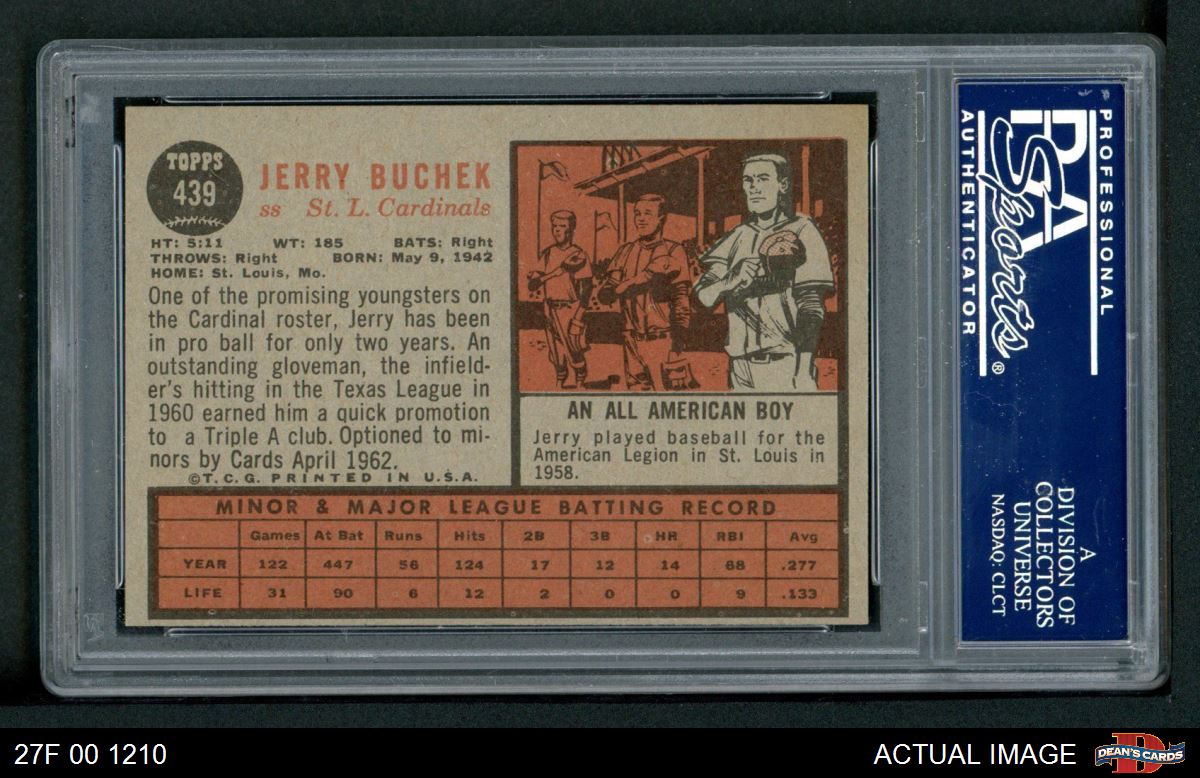 TOPPS
439
JERRY BUCHEK
ss St. L. Cardinals
HT: 5:11 WT: 185 BATS: Right
THROWS: Right BORN: May 9, 1942
HOME: St. Louis, Mo.
One of the promising youngsters on
the Cardinal roster, Jerry has been
in pro ball for only two years. An
outstanding gloveman, the infield-
er's hitting in the Texas League in
1960 earned him a quick promotion
to a Triple A club. Optioned to mi-
nors by Cards April 1962.
©T.C.G. PRINTED IN U.S.A.
AN ALL AMERICAN BOY
Jerry played baseball for the
American Legion in St. Louis in
1958.
MINOR & MAJOR LEAGUE BATTING RECORD
Games At Bat Runs Hits 2B 3B HR RBI Avg
YEAR 122 447 56 124 17 12 14 68 .277
LIFE 31 90 6 12 2 0 0 9 .133
PROFESSIONAL
PSA
Sports®
AUTHENTICATOR
A
DIVISION OF
COLLECTORS
UNIVERSE
NASDAQ: CLCT
27F 00 1210
ACTUAL IMAGE
D
DEAN'S CARDS